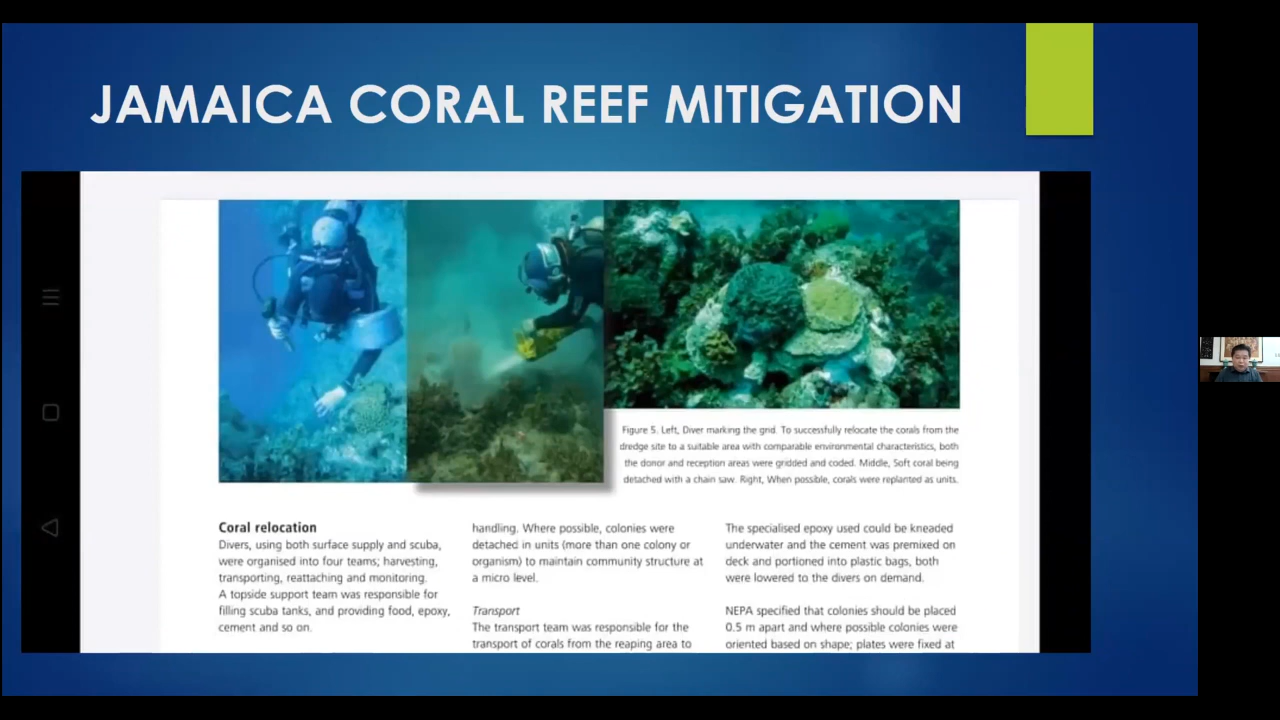 JAMAICA CORAL REEF MITIGATION
Figure 5. Left, Diver marking the grid. To successfully relocate the corals from the
dredge site to a suitable area with comparable environmental characteristics, both
the donor and reception areas were gridded and coded. Middle, Soft coral being
detached with a chain saw. Right, When possible, corals were replanted as units.
Coral relocation
Divers, using both surface supply and scuba,
were organised into four teams; harvesting,
transporting, reattaching and monitoring.
A topside support team was responsible for
filling scuba tanks, and providing food, epoxy,
cement and so on.
handling. Where possible, colonies were
detached in units (more than one colony or
organism) to maintain community structure at
a micro level.
Transport
The transport team was responsible for the
transport of corals from the reaping area to
The specialised epoxy used could be kneaded
underwater and the cement was premixed on
deck and portioned into plastic bags, both
were lowered to the divers on demand.
NEPA specified that colonies should be placed
0.5 m apart and where possible colonies were
oriented based on shape; plates were fixed at